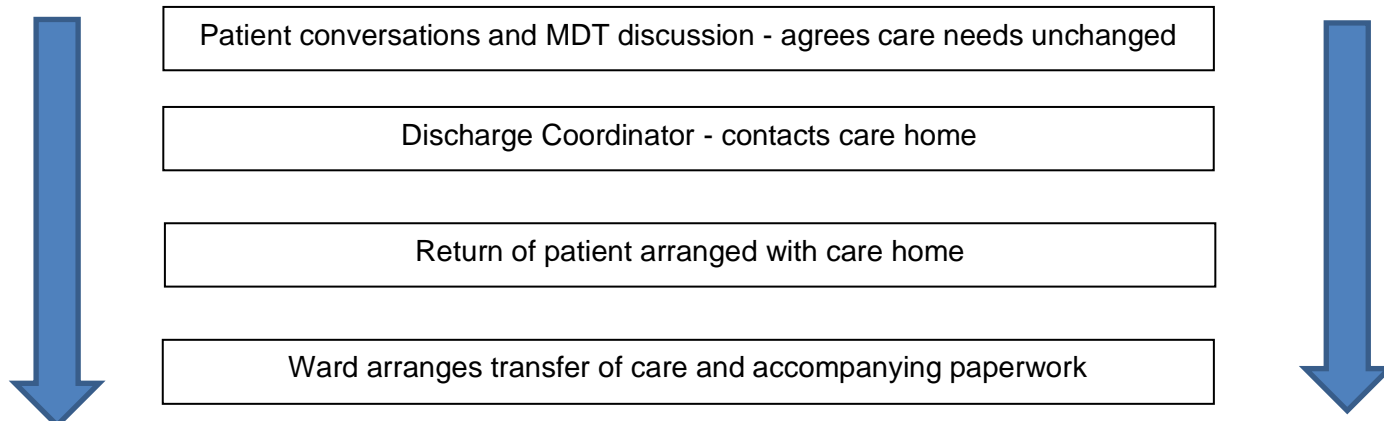 Patient conversations and MDT discussion - agrees care needs unchanged
Discharge Coordinator - contacts care home
Return of patient arranged with care home
Ward arranges transfer of care and accompanying paperwork